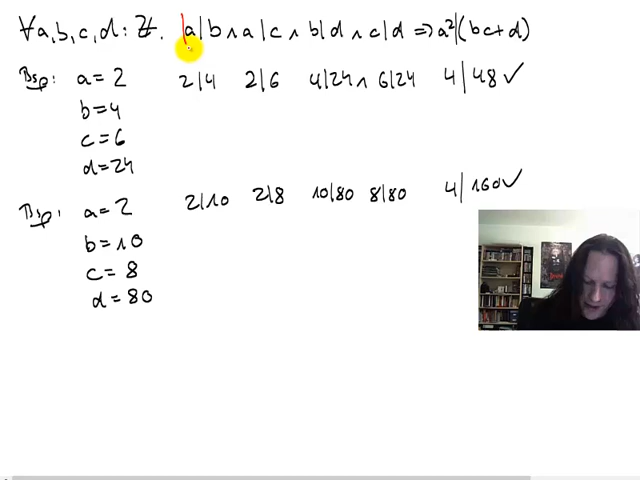 ∀a,b,c,d: ℤ. a|b ∧ a|c ∧ b|d ∧ c|d => a²|(bc+d)
Bsp: a=2 2|4 2|6 4|24 ∧ 6|24 4|48 ✓
b=4
c=6
d=24
Bsp: a=2 2|10 2|8 10|80 8|80 4|160 ✓
b=10
c=8
d=80